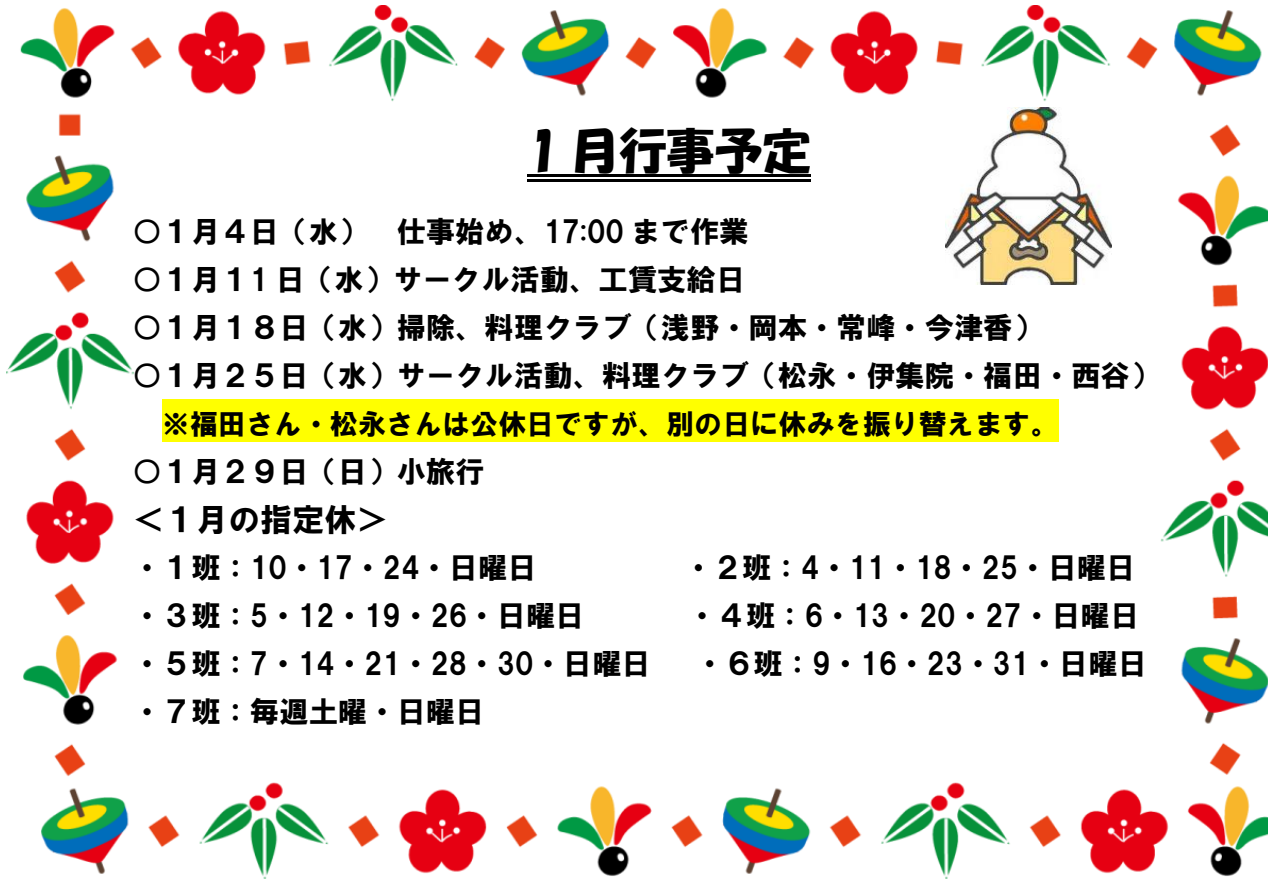 １月行事予定
〇１月４日（水）　仕事始め、17:00 まで作業
〇１月１１日（水）サークル活動、工賃支給日
〇１月１８日（水）掃除、料理クラブ（浅野・岡本・常峰・今津香）
〇１月２５日（水）サークル活動、料理クラブ（松永・伊集院・福田・西谷）
※福田さん・松永さんは公休日ですが、別の日に休みを振り替えます。
〇１月２９日（日）小旅行
＜１月の指定休＞
・１班：10・17・24・日曜日　・２班：4・11・18・25・日曜日
・３班：5・12・19・26・日曜日　・４班：6・13・20・27・日曜日
・５班：7・14・21・28・30・日曜日　・６班：9・16・23・31・日曜日
・７班：毎週土曜・日曜日